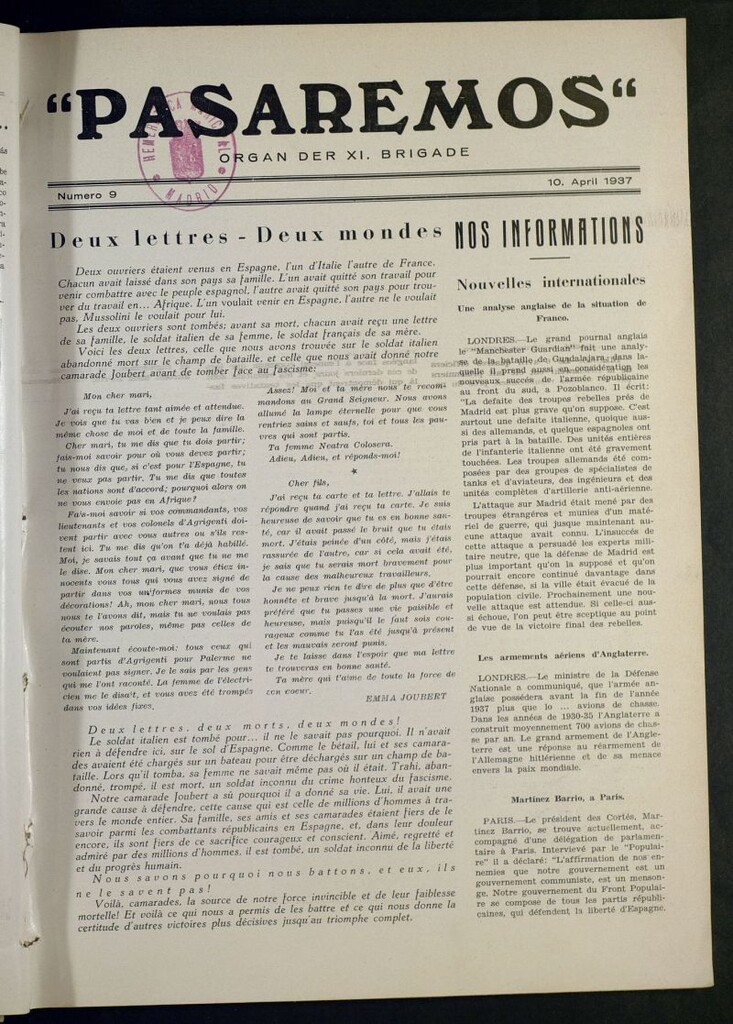 "PASAREMOS"
ORGAN DER XI. BRIGADE
HEMEROTECA MUNICIPAL
MADRID
Numero 9
10. April 1937
Deux lettres - Deux mondes
Deux ouvriers étaient venus en Espagne, l'un d'Italie l'autre de France.
Chacun avait laissé dans son pays sa famille. L'un avait quitté son travail pour
venir combattre avec le peuple espagnol, l'autre avait quitté son pays pour trou-
ver du travail en... Afrique. L'un voulait venir en Espagne, l'autre ne le voulait
pas, Mussolini le voulait pour lui.
Les deux ouvriers sont tombés; avant sa mort, chacun avait reçu une lettre
de sa famille, le soldat italien de sa femme, le soldat français de sa mère.
Voici les deux lettres, celle que nous avons trouvée sur le soldat italien
abandonné mort sur le champ de bataille, et celle que nous avait donné notre
camarade Joubert avant de tomber face au fascisme:
Mon cher mari,
J'ai reçu ta lettre tant aimée et attendue.
Je vois que tu vas bien et je peux dire la
même chose de moi et de toute la famille.
Cher mari, tu me dis que tu dois partir;
fais-moi savoir pour où vous devez partir;
tu nous dis que, si c'est pour l'Espagne, tu
ne veux pas partir. Tu me dis que toutes
les nations sont d'accord; pourquoi alors on
ne vous envoie pas en Afrique?
Fais-moi savoir si vos commandants, vos
lieutenants et vos colonels d'Agrigenti doi-
vent partir avec vous autres ou s'ils res-
tent ici. Tu me dis qu'on t'a déjà habillé.
Moi, je savais tout ça avant que tu ne me
le dise. Mon cher mari, que vous étiez in-
nocents vous tous qui vous avez signé de
partir dans vos uniformes munis de vos
décorations! Ah, mon cher mari, nous tous
nous te l'avons dit, mais tu ne voulais pas
écouter nos paroles, même pas celles de
ta mère.
Maintenant écoute-moi: tous ceux qui
sont partis d'Agrigenti pour Palerme ne
voulaient pas signer. Je le sais par les gens
qui me l'ont raconté. La femme de l'électri-
cien me le disait, et vous avez été trompés
dans vos idées fixes.
Assez! Moi et ta mère nous te recom-
mandons au Grand Seigneur. Nous avons
allumé la lampe éternelle pour que vous
rentriez sains et saufs, toi et tous les pau-
vres qui sont partis.
Ta femme Neatra Colosera.
Adieu, Adieu, et réponds-moi!
*
Cher fils,
J'ai reçu ta carte et ta lettre. J'allais te
répondre quand j'ai reçu ta carte. Je suis
heureuse de savoir que tu es en bonne san-
té, car il avait passé le bruit que tu étais
mort. J'étais peinée d'un côté, mais j'étais
rassurée de l'autre, car si cela avait été,
je sais que tu serais mort bravement pour
la cause des malheureux travailleurs.
Je ne peux rien te dire de plus que d'être
honnête et brave jusqu'à la mort. J'aurais
préféré que tu passes une vie paisible et
heureuse, mais puisqu'il le faut sois cou-
rageux comme tu l'as été jusqu'à présent
et les mauvais seront punis.
Je te laisse dans l'espoir que ma lettre
te trouveras en bonne santé.
Ta mère qui t'aime de toute la force de
son coeur.
EMMA JOUBERT
Deux lettres, deux morts, deux mondes!
Le soldat italien est tombé pour... il ne le savait pas pourquoi. Il n'avait
rien à défendre ici, sur le sol d'Espagne. Comme le bétail, lui et ses camara-
des avaient été chargés sur un bateau pour être déchargés sur un champ de ba-
taille. Lors qu'il tomba, sa femme ne savait même pas où il était. Trahi, aban-
donné, trompé, il est mort, un soldat inconnu du crime honteux du fascisme.
Notre camarade Joubert a sû pourquoi il a donné sa vie. Lui, il avait une
grande cause à défendre, cette cause qui est celle de millions d'hommes à tra-
vers le monde entier. Sa famille, ses amis et ses camarades étaient fiers de le
savoir parmi les combattants républicains en Espagne, et, dans leur douleur
encore, ils sont fiers de ce sacrifice courageux et conscient. Aimé, regretté et
admiré par des millions d'hommes, il est tombé, un soldat inconnu de la liberté
et du progrès humain.
Nous savons pourquoi nous battons, et eux, ils
ne le savent pas!
Voilà, camarades, la source de notre force invincible et de leur faiblesse
mortelle! Et voilà ce qui nous a permis de les battre et ce qui nous donne la
certitude d'autres victoires plus décisives jusqu'au triomphe complet.
NOS INFORMATIONS
Nouvelles internationales
Une analyse anglaise de la situation de
Franco.
LONDRES.—Le grand journal anglais
le "Manchester Guardian" fait une analy-
se de la bataille de Guadalajara, dans la-
quelle il prend aussi en considération les
nouveaux succés de l'armée républicaine
au front du sud, a Pozoblanco. Il écrit:
"La defaite des troupes rebelles prés de
Madrid est plus grave qu'on suppose. C'est
surtout une defaite italienne, quoique aus-
si des allemands, et quelque espagnoles ont
pris part à la bataille. Des unités entières
de l'infanterie italienne ont été gravement
touchées. Les troupes allemands été com-
posées par des groupes de spécialistes de
tanks et d'aviateurs, des ingénieurs et des
unités complètes d'artillerie anti-aérienne.
L'attaque sur Madrid était mené par des
troupes étrangères et munies d'un maté-
riel de guerre, qui jusque maintenant au-
cune attaque avait connu. L'insuccés de
cette attaque a persuadé les experts mili-
taire neutre, que la défense de Madrid est
plus important qu'on la supposé et qu'on
pourrait encore continué davantage dans
cette défense, si la ville était évacué de la
population civile. Prochainement une nou-
velle attaque est attendue. Si celle-ci aus-
si échoue, l'on peut être sceptique au point
de vue de la victoire final des rebelles.
Les armements aériens d'Anglaterre.
LONDRES.—Le ministre de la Défense
Nationale a communiqué, que l'armée an-
glaise possédera avant la fin de l'année
1937 plus que lo ... avions de chasse.
Dans les années de 1930-35 l'Anglaterre a
construit moyennement 700 avions de chas-
se par an. Le grand armement de l'Angle-
terre est une réponse au réarmement de
l'Allemagne hitlérienne et de sa menace
envers la paix mondiale.
Martinez Barrio, a Paris.
PARIS.—Le président des Cortès, Mar-
tinez Barrio, se trouve actuellement, ac-
compagné d'une délégation de parlamen-
taire à Paris. Intervievé par le "Populai-
re" il a déclaré: "L'affirmation de nos en-
nemies que notre gouvernement est un
gouvernement communiste, est un menson-
ge. Notre gouvernement du Front Populai-
re se compose de tous les partis républi-
caines, qui défendent la liberté d'Espagne.